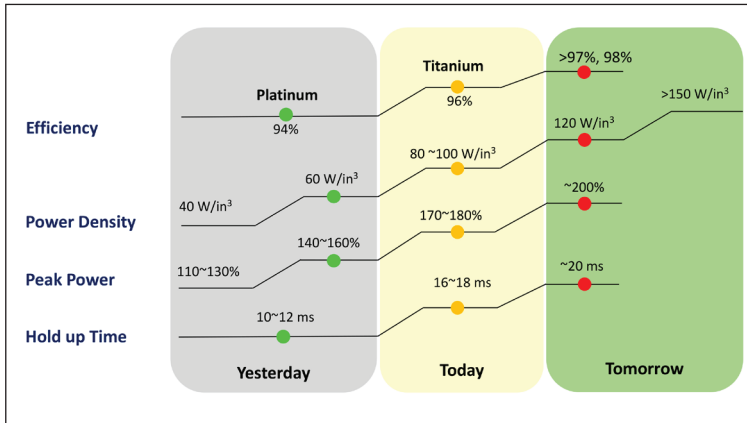 >97%, 98%
Platinum
Titanium
94%
96%
Efficiency
>150 W/in³
120 W/in³
80 ~100 W/in³
60 W/in³
40 W/in³
Power Density
~200%
170~180%
140~160%
110~130%
Peak Power
~20 ms
16~18 ms
10~12 ms
Hold up Time
Yesterday
Today
Tomorrow